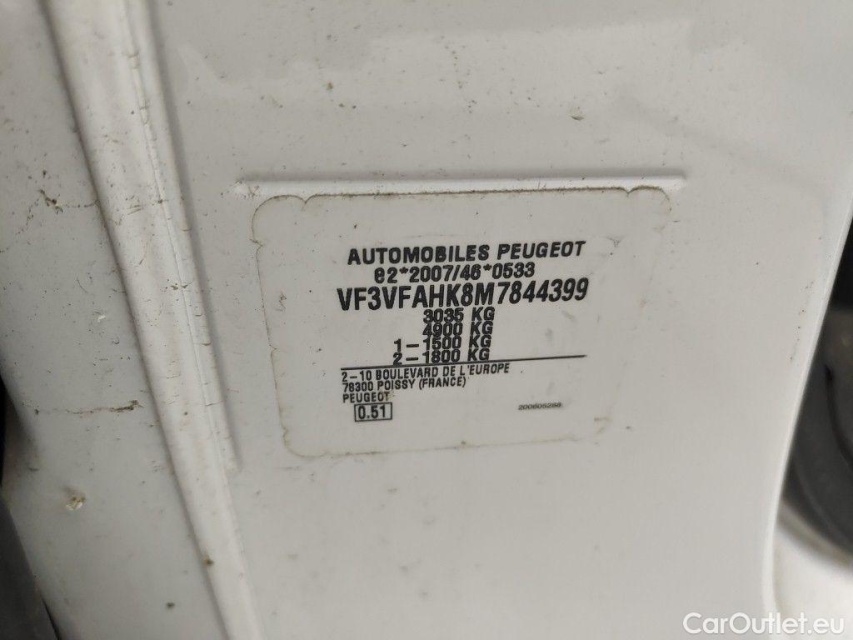 AUTOMOBILES PEUGEOT
e2*2007/46*0533
VF3VFAHK8M7844399
3035 KG
4900 KG
1-1500 KG
2-1800 KG
2-10 BOULEVARD DE L'EUROPE
78300 POISSY (FRANCE)
PEUGEOT
0.51
CarOutlet.eu